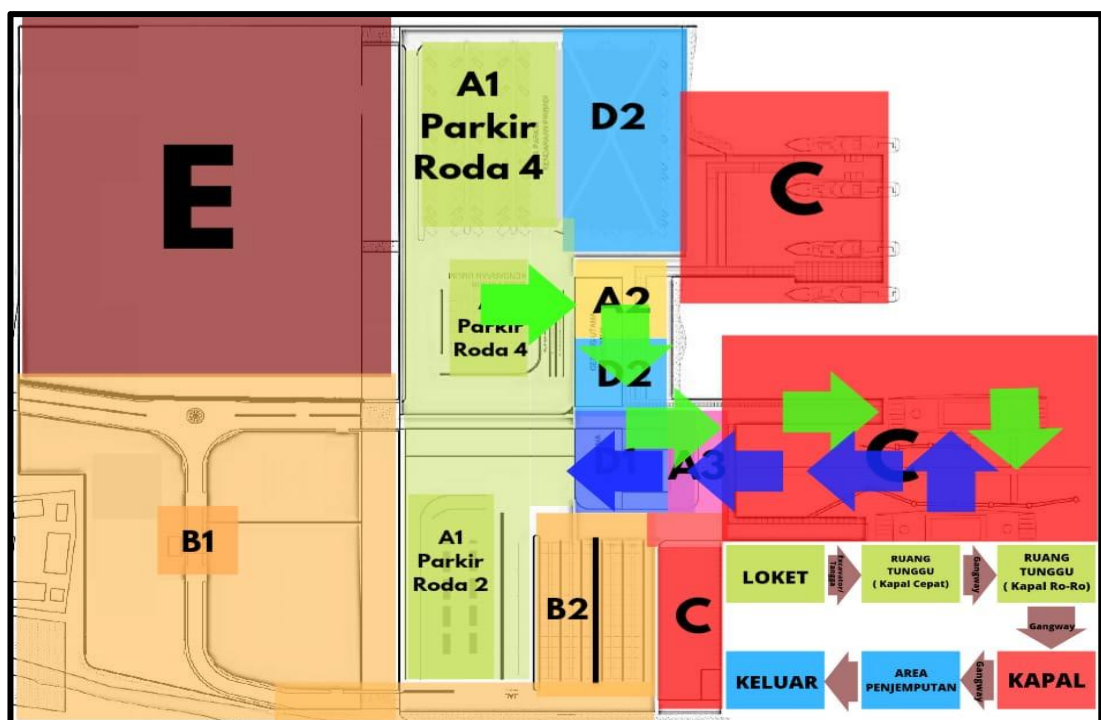 E
A1
Parkir
Roda 4
D2
C
A2
Parkir
Roda 4
D2
D1
A3
C
B1
A1
Parkir
Roda 2
B2
C
LOKET
Escavator/
Tangga
RUANG
TUNGGU
( Kapal Cepat)
Gangway
RUANG
TUNGGU
( Kapal Ro-Ro)
Gangway
KELUAR
AREA
PENJEMPUTAN
Gangway
KAPAL